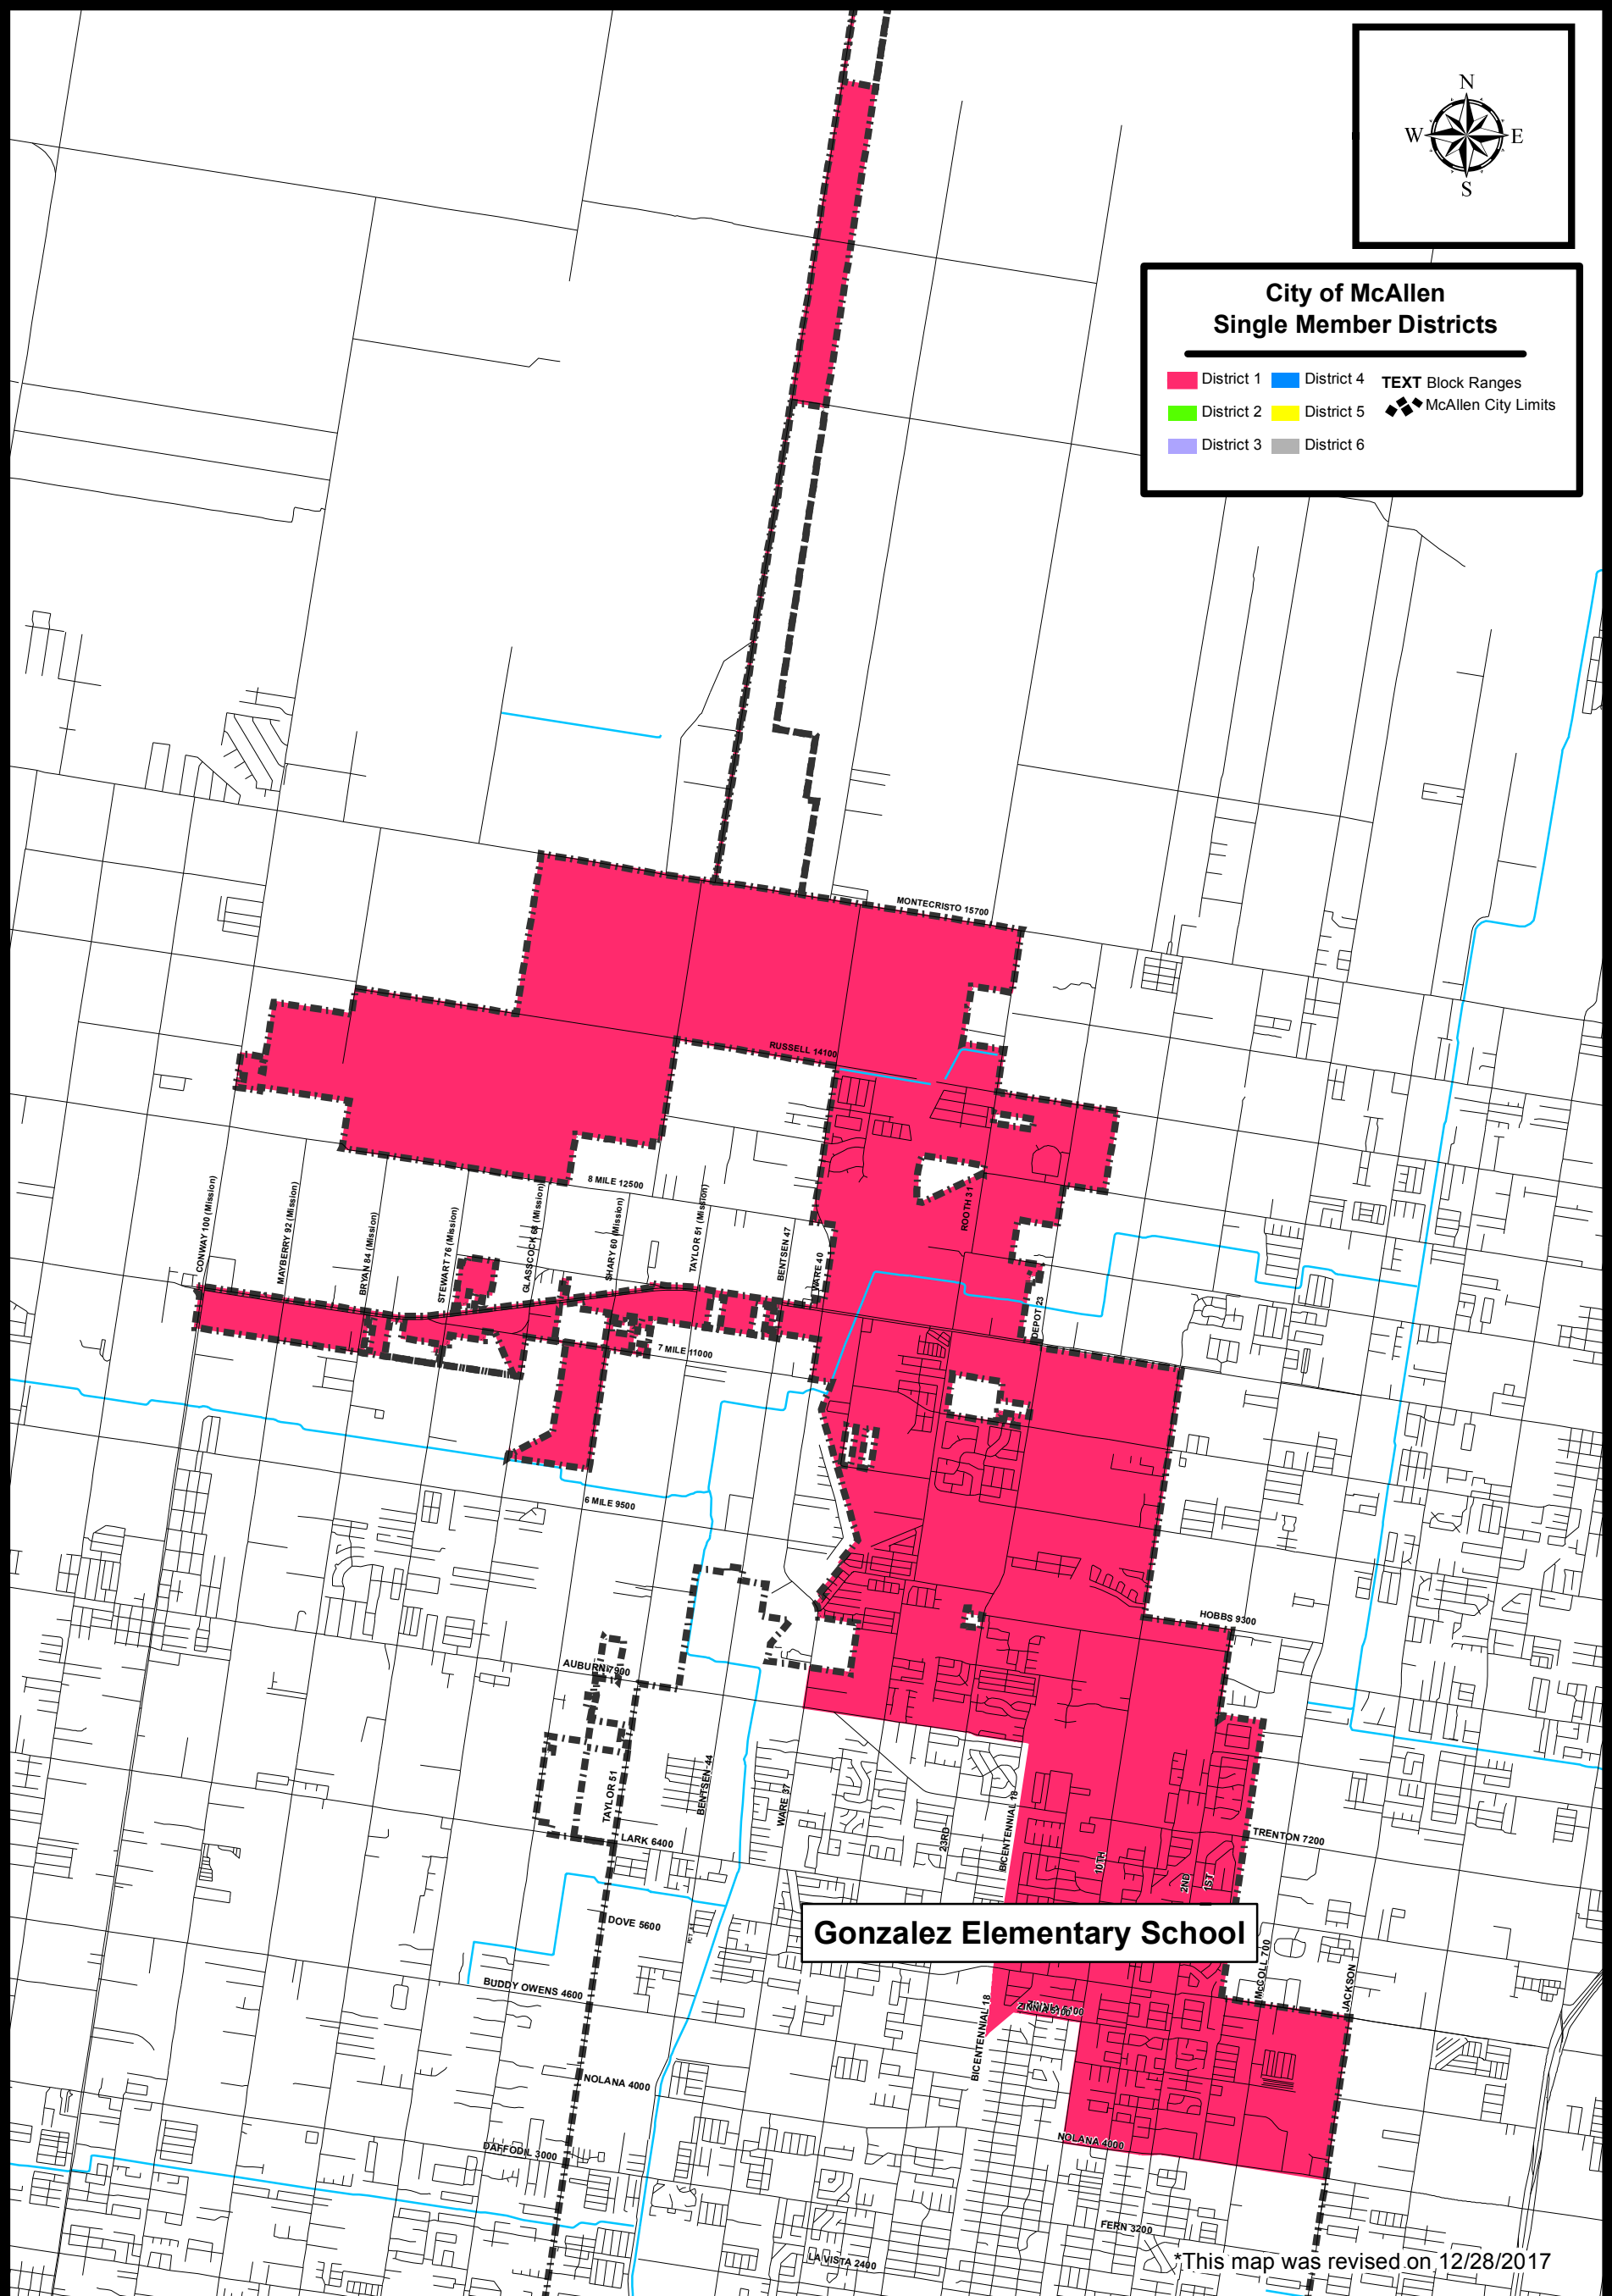 N
W E
S
City of McAllen
Single Member Districts
District 1
District 2
District 3
District 4
District 5
District 6
TEXT Block Ranges
McAllen City Limits
MONTECRISTO 15700
RUSSELL 14100
8 MILE 12500
CONWAY 100 (Mission)
MAYBERRY 92 (Mission)
BRYAN 84 (Mission)
STEWART 76 (Mission)
GLASSCOCK 68 (Mission)
SHARY 60 (Mission)
TAYLOR 51 (Mission)
BENTSEN 47
WARE 40
ROOTH 31
DEPOT 23
7 MILE 11000
6 MILE 9500
HOBBS 9300
AUBURN 7900
TAYLOR 51
BENTSEN 44
WARE 37
23RD
BICENTENNIAL 18
10TH
2ND
1ST
TRENTON 7200
LARK 6400
Gonzalez Elementary School
DOVE 5600
McCOLL 700
JACKSON
BUDDY OWENS 4600
ZINNIA 5100
ZINNIA 5100
BICENTENNIAL 18
NOLANA 4000
NOLANA 4000
DAFFODIL 3000
FERN 3200
LA VISTA 2400
*This map was revised on 12/28/2017